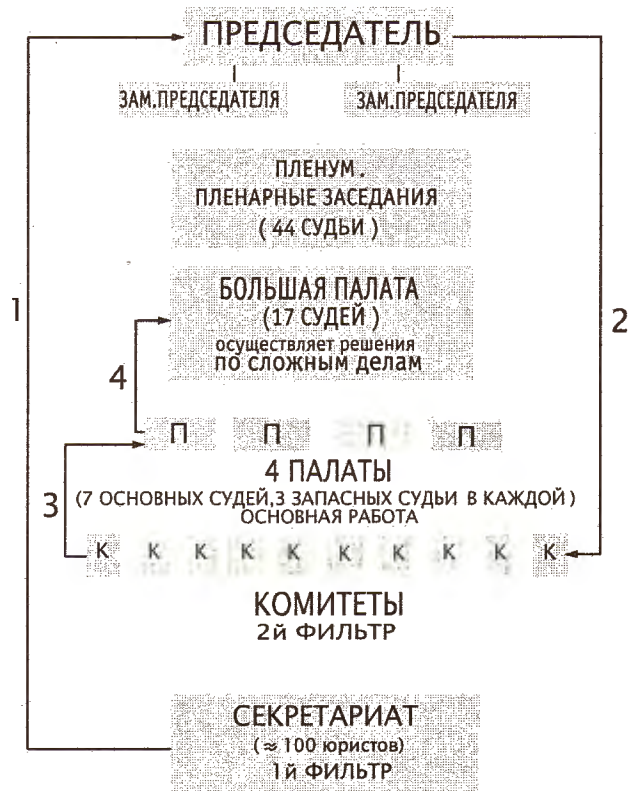 ПРЕДСЕДАТЕЛЬ
ЗАМ.ПРЕДСЕДАТЕЛЯ ЗАМ.ПРЕДСЕДАТЕЛЯ
ПЛЕНУМ.
ПЛЕНАРНЫЕ ЗАСЕДАНИЯ
( 44 СУДЬИ )
БОЛЬШАЯ ПАЛАТА
(17 СУДЕЙ )
осуществляет решения
по сложным делам
1
2
4
П П П П
4 ПАЛАТЫ
(7 ОСНОВНЫХ СУДЕЙ,3 ЗАПАСНЫХ СУДЬИ В КАЖДОЙ )
ОСНОВНАЯ РАБОТА
3
К К К К К К К К К К
КОМИТЕТЫ
2й ФИЛЬТР
СЕКРЕТАРИАТ
(≈ 100 юристов)
1й ФИЛЬТР